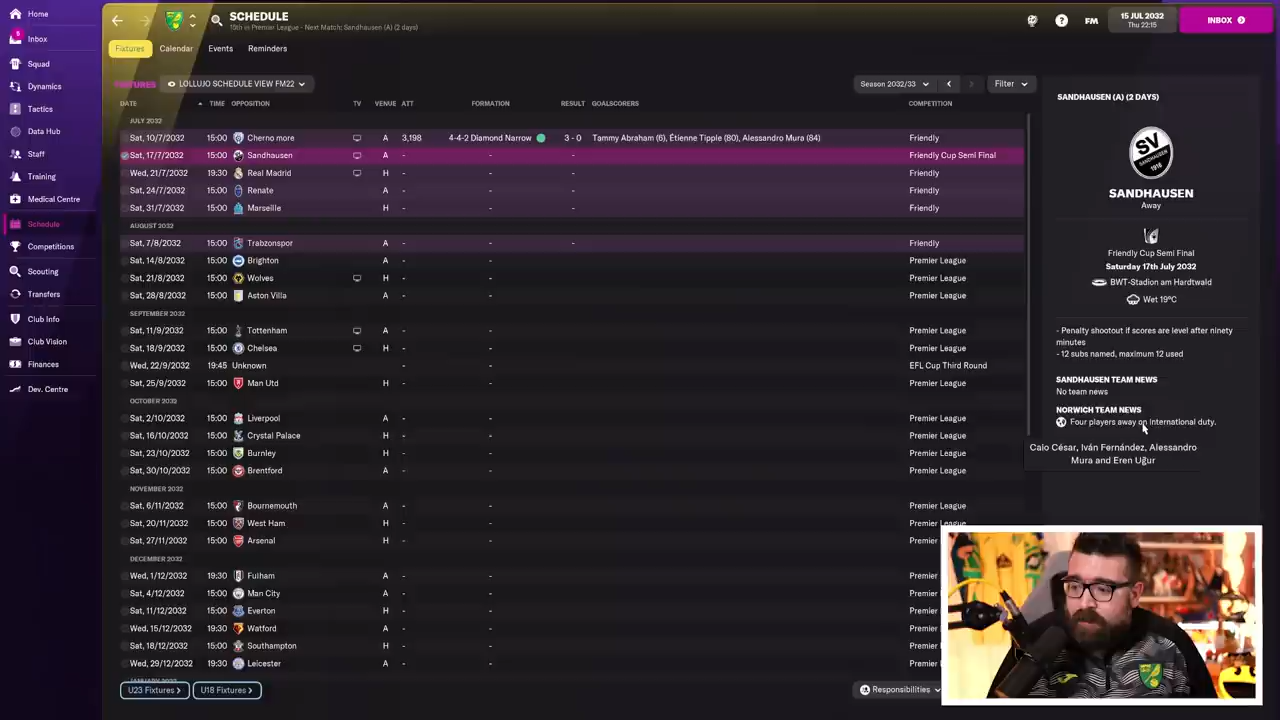 Home
5
Inbox
Squad
Dynamics
Tactics
Data Hub
Staff
Training
Medical Centre
Schedule
Competitions
Scouting
Transfers
Club Info
Club Vision
Finances
Dev. Centre
SCHEDULE
15th in Premier League - Next Match: Sandhausen (A) (2 days)
FM
15 JUL 2032
Thu 22:15
INBOX
Fixtures Calendar Events Reminders
FIXTURES LOLLUJO SCHEDULE VIEW FM22 Season 2032/33 Filter
DATE TIME OPPOSITION TV VENUE ATT FORMATION RESULT GOALSCORERS COMPETITION
JULY 2032
Sat, 10/7/2032 15:00 Cherno more A 3,198 4-4-2 Diamond Narrow 3 - 0 Tammy Abraham (6), Étienne Tipple (80), Alessandro Mura (84) Friendly
Sat, 17/7/2032 15:00 Sandhausen A - - - Friendly Cup Semi Final
Wed, 21/7/2032 19:30 Real Madrid H - - - Friendly
Sat, 24/7/2032 15:00 Renate A - - - Friendly
Sat, 31/7/2032 15:00 Marseille H - - - Friendly
AUGUST 2032
Sat, 7/8/2032 15:00 Trabzonspor A - - - Friendly
Sat, 14/8/2032 15:00 Brighton A - - Premier League
Sat, 21/8/2032 15:00 Wolves H - - Premier League
Sat, 28/8/2032 15:00 Aston Villa A - - Premier League
SEPTEMBER 2032
Sat, 11/9/2032 15:00 Tottenham A - - Premier League
Sat, 18/9/2032 15:00 Chelsea H - - Premier League
Wed, 22/9/2032 19:45 Unknown - - EFL Cup Third Round
Sat, 25/9/2032 15:00 Man Utd H - - Premier League
OCTOBER 2032
Sat, 2/10/2032 15:00 Liverpool A - - Premier League
Sat, 16/10/2032 15:00 Crystal Palace H - - Premier League
Sat, 23/10/2032 15:00 Burnley H - - Premier League
Sat, 30/10/2032 15:00 Brentford A - - Premier League
NOVEMBER 2032
Sat, 6/11/2032 15:00 Bournemouth A - - Premier League
Sat, 20/11/2032 15:00 West Ham H - - Premier League
Sat, 27/11/2032 15:00 Arsenal H - - Premier League
DECEMBER 2032
Wed, 1/12/2032 19:30 Fulham A - - Premier
Sat, 4/12/2032 15:00 Man City A - - Premier
Sat, 11/12/2032 15:00 Everton H - - Premier
Wed, 15/12/2032 19:30 Watford A - - Premier
Sat, 18/12/2032 15:00 Southampton H - - Premier
Wed, 29/12/2032 19:30 Leicester A - - Premier
U23 Fixtures > U18 Fixtures > Responsibilities
SANDHAUSEN (A) (2 DAYS)
SV
SANDHAUSEN
1916
SANDHAUSEN
Away
Friendly Cup Semi Final
Saturday 17th July 2032
BWT-Stadion am Hardtwald
Wet 19°C
- Penalty shootout if scores are level after ninety
minutes
- 12 subs named, maximum 12 used
SANDHAUSEN TEAM NEWS
No team news
NORWICH TEAM NEWS
Four players away on international duty.
Caio César, Iván Fernández, Alessandro
Mura and Eren Uğur